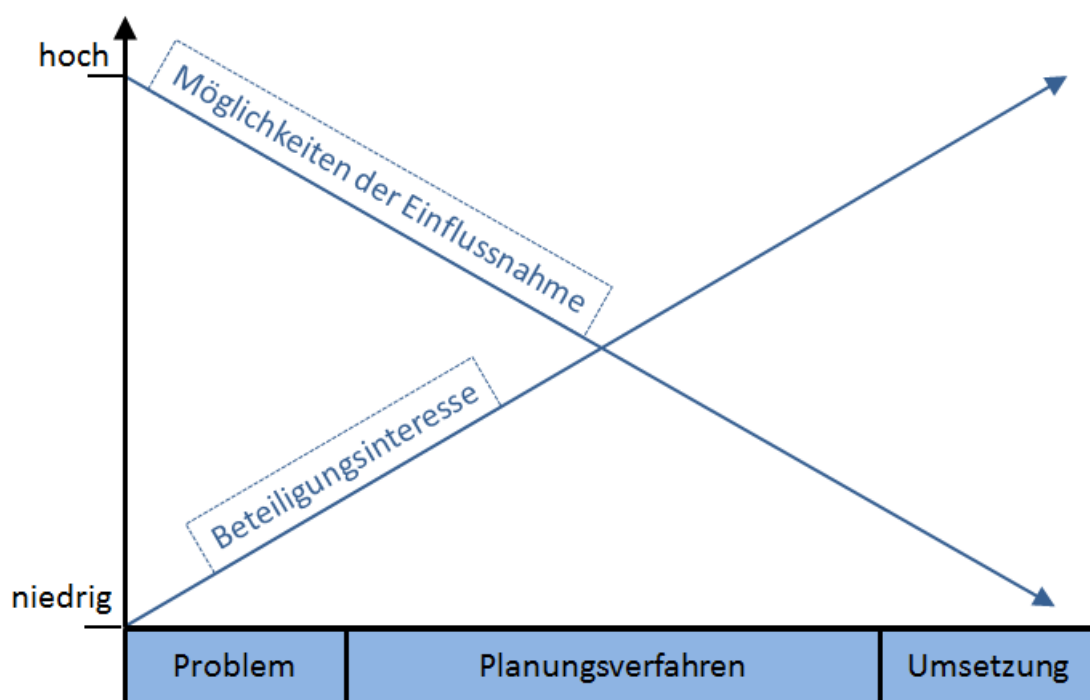 hoch
Möglichkeiten der Einflussnahme
Beteiligungsinteresse
niedrig
Problem
Planungsverfahren
Umsetzung